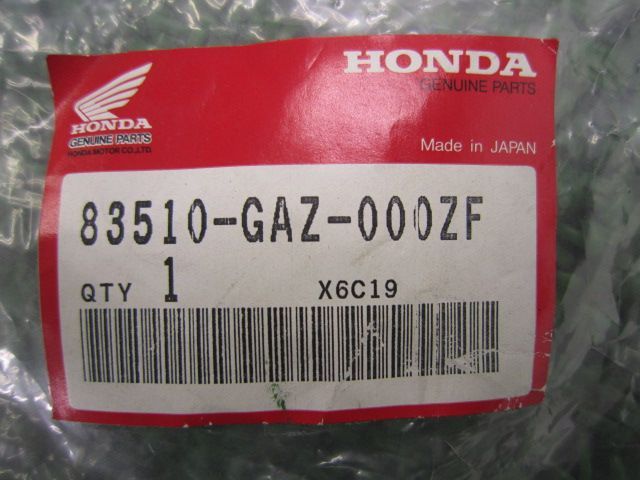 HONDA
GENUINE PARTS
HONDA MOTOR CO.,LTD.
HONDA
GENUINE PARTS
Made in JAPAN
83510-GAZ-000ZF
QTY 1 X6C19